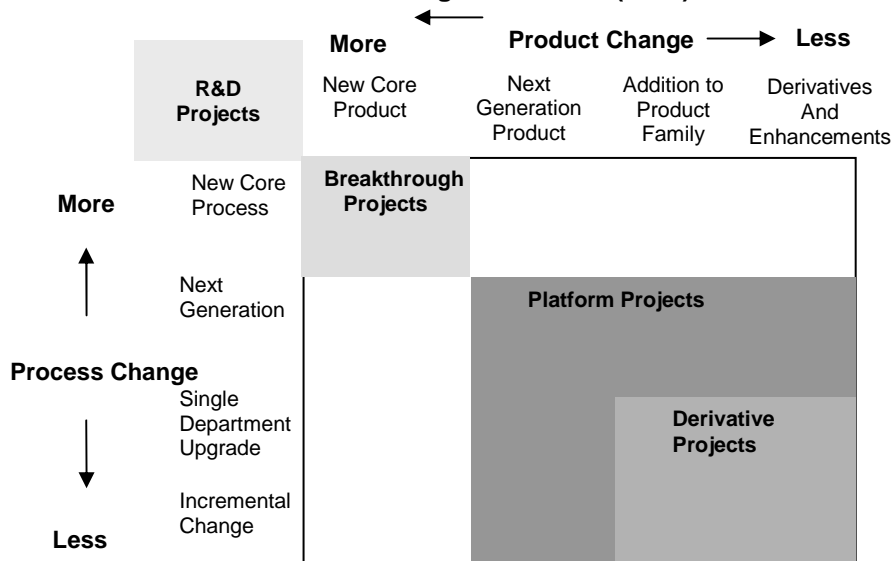 More
Product Change
Less
R&D
Projects
New Core
Product
Next
Generation
Product
Addition to
Product
Family
Derivatives
And
Enhancements
More
New Core
Process
Breakthrough
Projects
Next
Generation
Platform Projects
Process Change
Single
Department
Upgrade
Derivative
Projects
Incremental
Change
Less